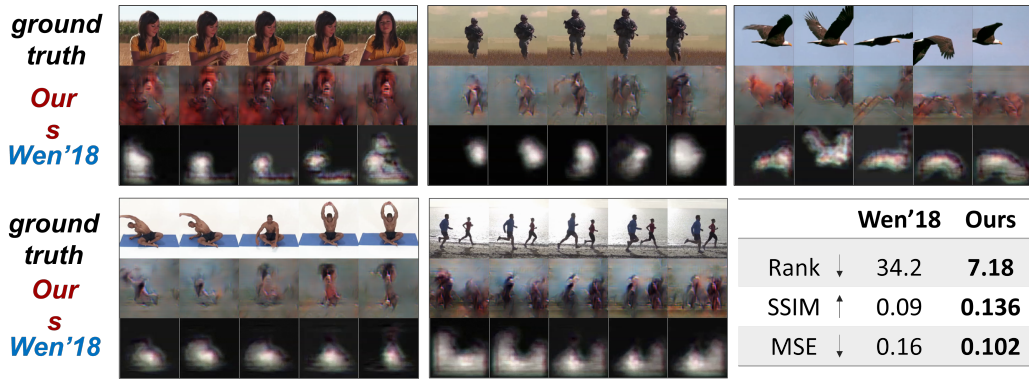 ground
truth
Our
s
Wen'18
ground
truth
Our
s
Wen'18
Wen'18 Ours
Rank ↓ 34.2 7.18
SSIM ↑ 0.09 0.136
MSE ↓ 0.16 0.102